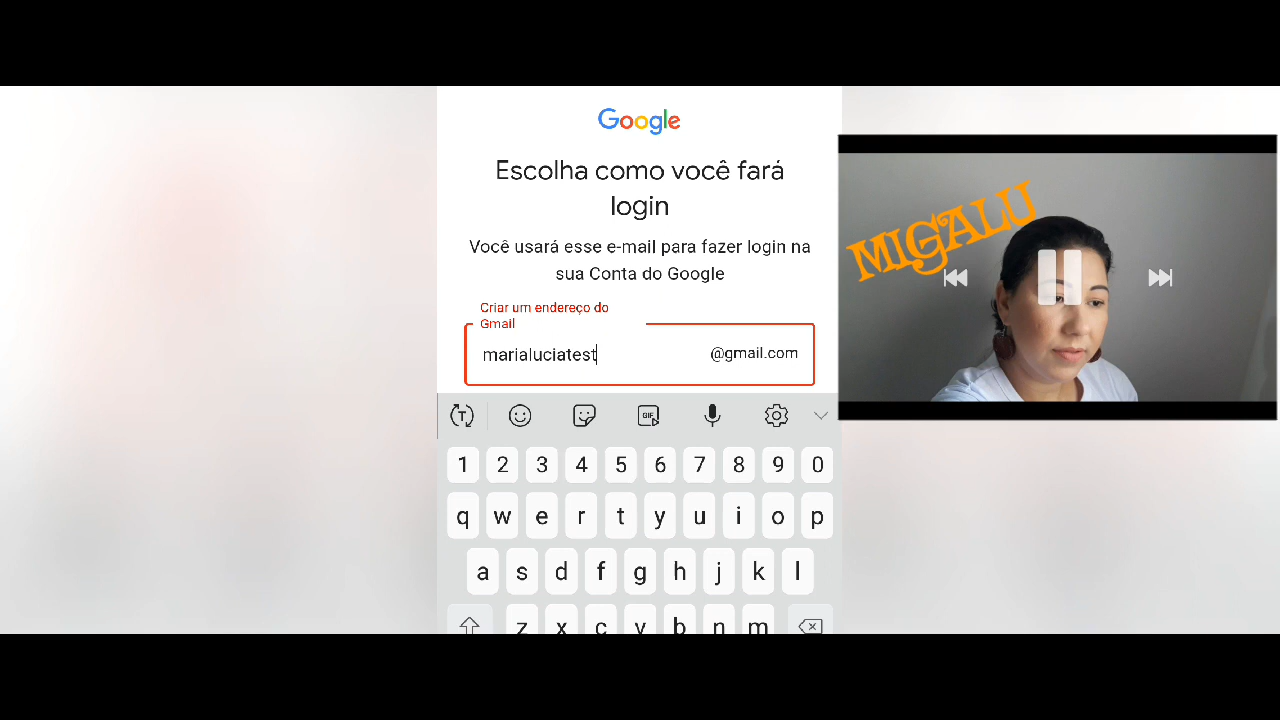 Google
Escolha como você fará
login
Você usará esse e-mail para fazer login na
sua Conta do Google
Criar um endereço do
Gmail
marialuciatest
@gmail.com
MIGALU
T
GIF
1 2 3 4 5 6 7 8 9 0
q w e r t y u i o p
a s d f g h j k l
z x c v b n m